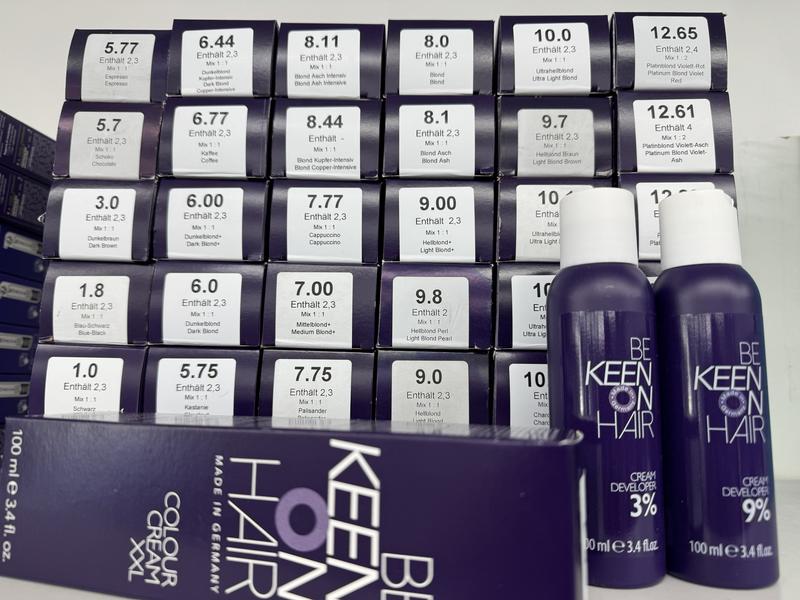 5.77
Enthält 2,3
Mix 1 : 1
Espresso
Espresso
6.44
Enthält 2,3
Mix 1 : 1
Dunkelblond
Kupfer-Intensiv
Dark Blond
Copper-Intensive
8.11
Enthält 2,3
Mix 1 : 1
Blond Asch Intensiv
Blond Ash Intensive
8.0
Enthält 2,3
Mix 1 : 1
Blond
Blond
10.0
Enthält 2,3
Mix 1 : 1
Ultrahellblond
Ultra Light Blond
12.65
Enthält 2,4
Mix 1 : 2
Platinblond Violett-Rot
Platinum Blond Violet
Red
5.7
Enthält 2,3
Mix 1 : 1
Schoko
Chocolate
6.77
Enthält 2,3
Mix 1 : 1
Kaffee
Coffee
8.44
Enthält -
Mix 1 : 1
Blond Kupfer-Intensiv
Blond Copper-Intensive
8.1
Enthält 2,3
Mix 1 : 1
Blond Asch
Blond Ash
9.7
Enthält 2,3
Mix 1 : 1
Hellblond Braun
Light Blond Brown
12.61
Enthält 4
Mix 1 : 2
Platinblond Violett-Asch
Platinum Blond Violet-
Ash
3.0
Enthält 2,3
Mix 1 : 1
Dunkelbraun
Dark Brown
6.00
Enthält 2,3
Mix 1 : 1
Dunkelblond+
Dark Blond+
7.77
Enthält 2,3
Mix 1 : 1
Cappuccino
Cappuccino
9.00
Enthält 2,3
Mix 1 : 1
Hellblond+
Light Blond+
1.8
Enthält 2,3
Mix 1 : 1
Blau-Schwarz
Blue-Black
6.0
Enthält 2,3
Mix 1 : 1
Dunkelblond
Dark Blond
7.00
Enthält 2,3
Mix 1 : 1
Mittelblond+
Medium Blond+
9.8
Enthält 2
Mix 1 : 1
Hellblond Perl
Light Blond Pearl
1.0
Enthält 2,3
Mix 1 : 1
Schwarz
5.75
Enthält 2,3
Mix 1 : 1
Kastanie
7.75
Enthält 2,3
Mix 1 : 1
Palisander
9.0
Enthält 2,3
Mix 1 : 1
Hellblond
Light Blond
BE
KEEN
ON
HAIR
CREAM
DEVELOPER
3%
ml e 3.4 fl.oz.
BE
KEEN
ON
HAIR
CREAM
DEVELOPER
9%
100 ml e 3.4 fl.oz.
BE
KEEN
ON
HAIR
MADE IN GERMANY
COLOUR
CREAM
XXL
100 ml e 3.4 fl. oz.